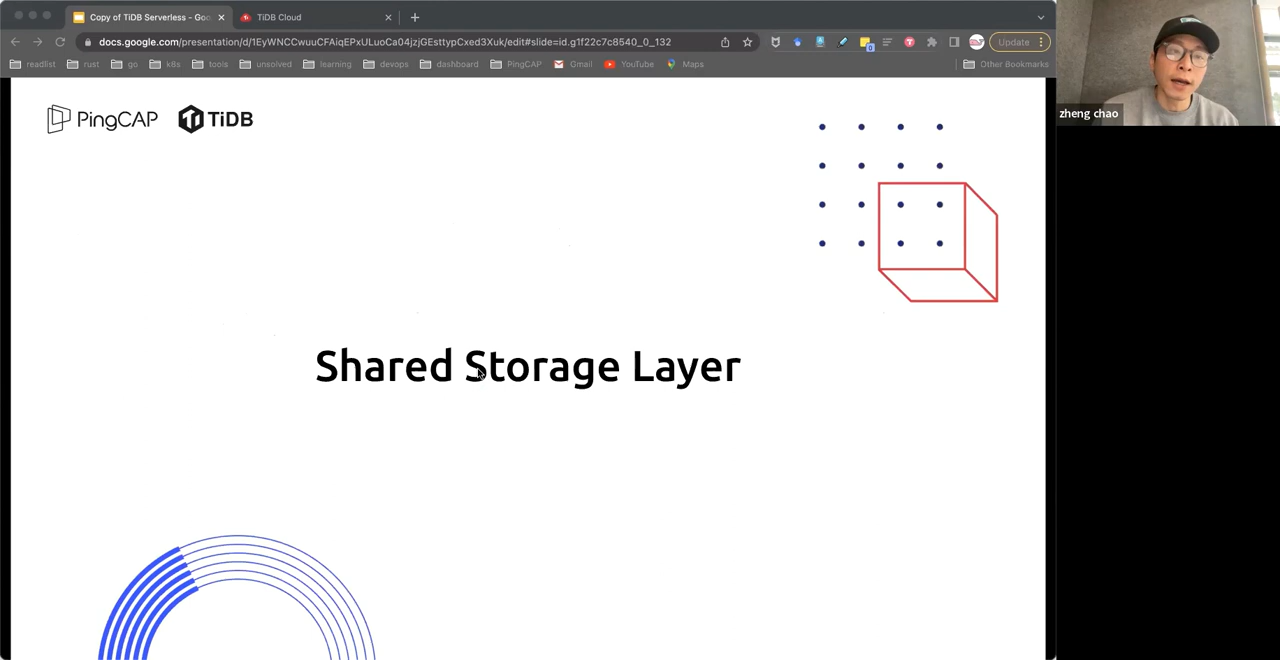 Copy of TiDB Serverless - Goo
TiDB Cloud
docs.google.com/presentation/d/1EyWNCCwuuCFAiqEPxULuoCa04jzjGEsttypCxed3Xuk/edit#slide=id.g1f22c7c8540_0_132
0
Update
readlist
rust
go
k8s
tools
unsolved
learning
devops
dashboard
PingCAP
Gmail
YouTube
Maps
Other Bookmarks
zheng chao
PingCAP
TiDB
Shared Storage Layer